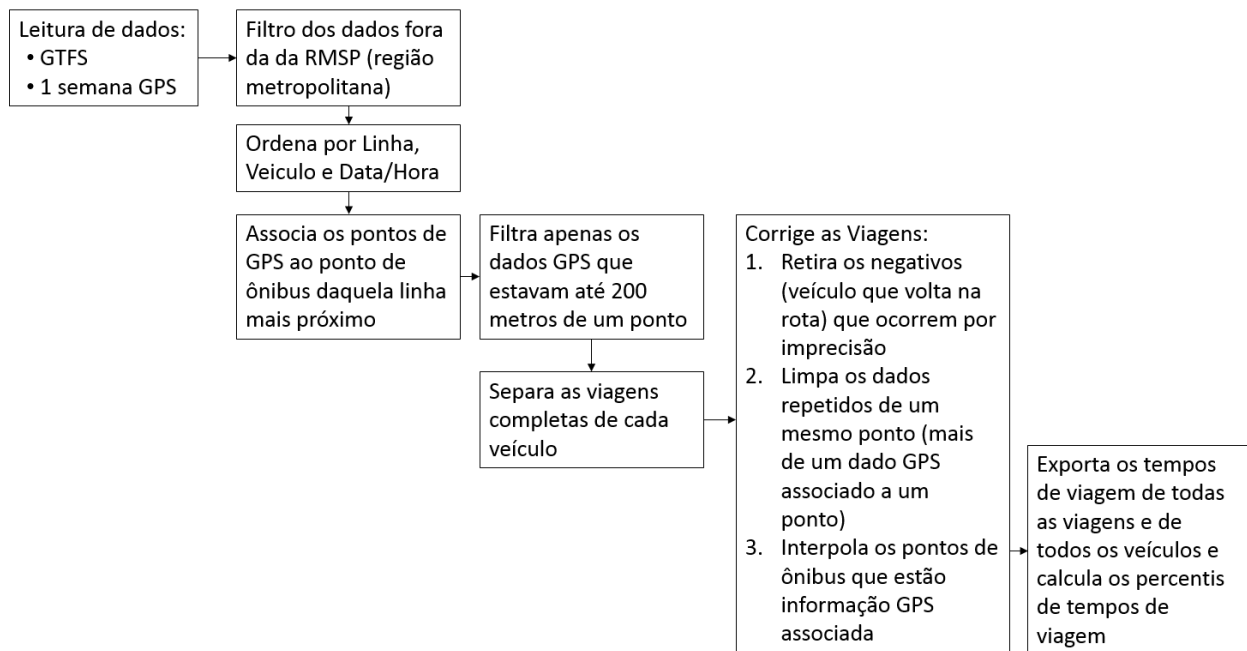 Leitura de dados:
• GTFS
• 1 semana GPS
Filtro dos dados fora
da da RMSP (região
metropolitana)
Ordena por Linha,
Veiculo e Data/Hora
Associa os pontos de
GPS ao ponto de
ônibus daquela linha
mais próximo
Filtra apenas os
dados GPS que
estavam até 200
metros de um ponto
Separa as viagens
completas de cada
veículo
Corrige as Viagens:
1. Retira os negativos
(veículo que volta na
rota) que ocorrem por
imprecisão
2. Limpa os dados
repetidos de um
mesmo ponto (mais
de um dado GPS
associado a um
ponto)
3. Interpola os pontos de
ônibus que estão
informação GPS
associada
Exporta os tempos
de viagem de todas
as viagens e de
todos os veículos e
calcula os percentis
de tempos de
viagem